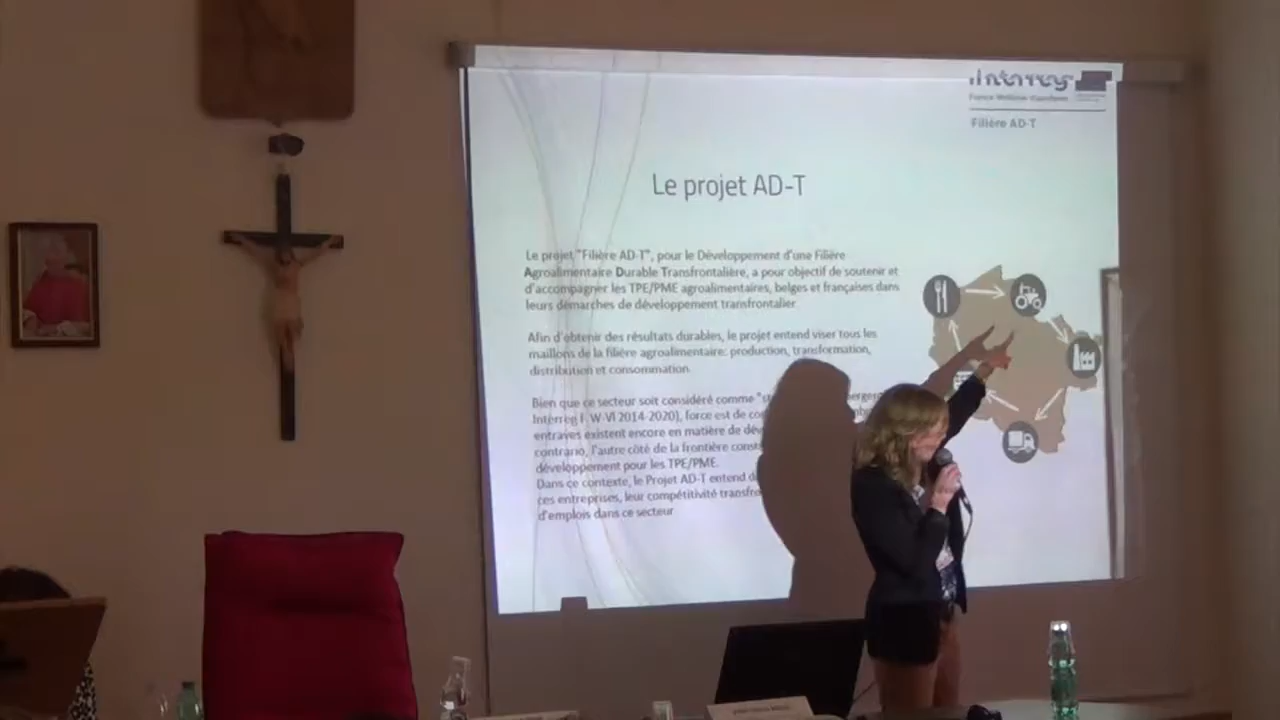 Interreg
Filière AD-T
Le projet AD-T
Le projet "Filière AD-T", pour le Développement d'une Filière
Agroalimentaire Durable Transfrontalière, a pour objectif de soutenir et
d'accompagner les TPE/PME agroalimentaires, belges et françaises dans
leurs démarches de développement transfrontalier.
Afin d'obtenir des résultats durables, le projet entend viser tous les
maillons de la filière agroalimentaire: production, transformation,
distribution et consommation.
Bien que ce secteur soit considéré comme
Interreg F-W-Vl 2014-2020), force est de
entraves existent encore en matière de
contrario, l'autre côté de la frontière
développement pour les TPE/PME.
Dans ce contexte, le Projet AD-T entend
ces entreprises, leur compétitivité
d'emplois dans ce secteur